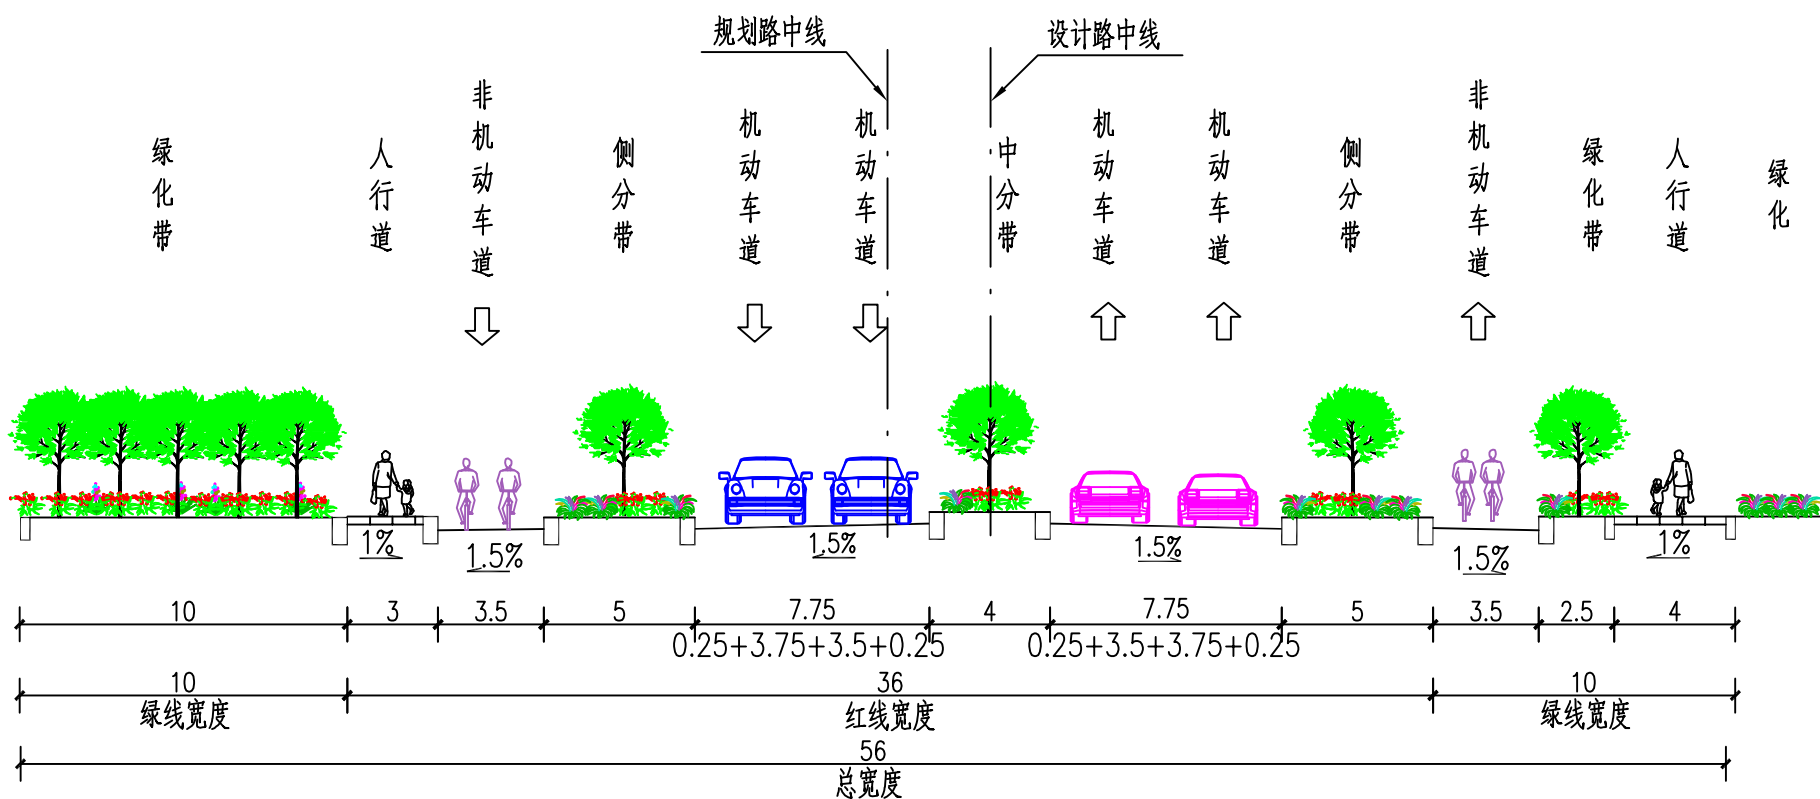 规划路中线
设计路中线
绿化带
人行道
非机动车道
侧分带
机动车道
机动车道
中分带
机动车道
机动车道
侧分带
非机动车道
绿化带
人行道
绿化
1%
1.5%
1.5%
1.5%
1.5%
1%
10
3
3.5
5
7.75
4
7.75
5
3.5
2.5
4
0.25+3.75+3.5+0.25
0.25+3.5+3.75+0.25
10
36
10
绿线宽度
红线宽度
绿线宽度
56
总宽度